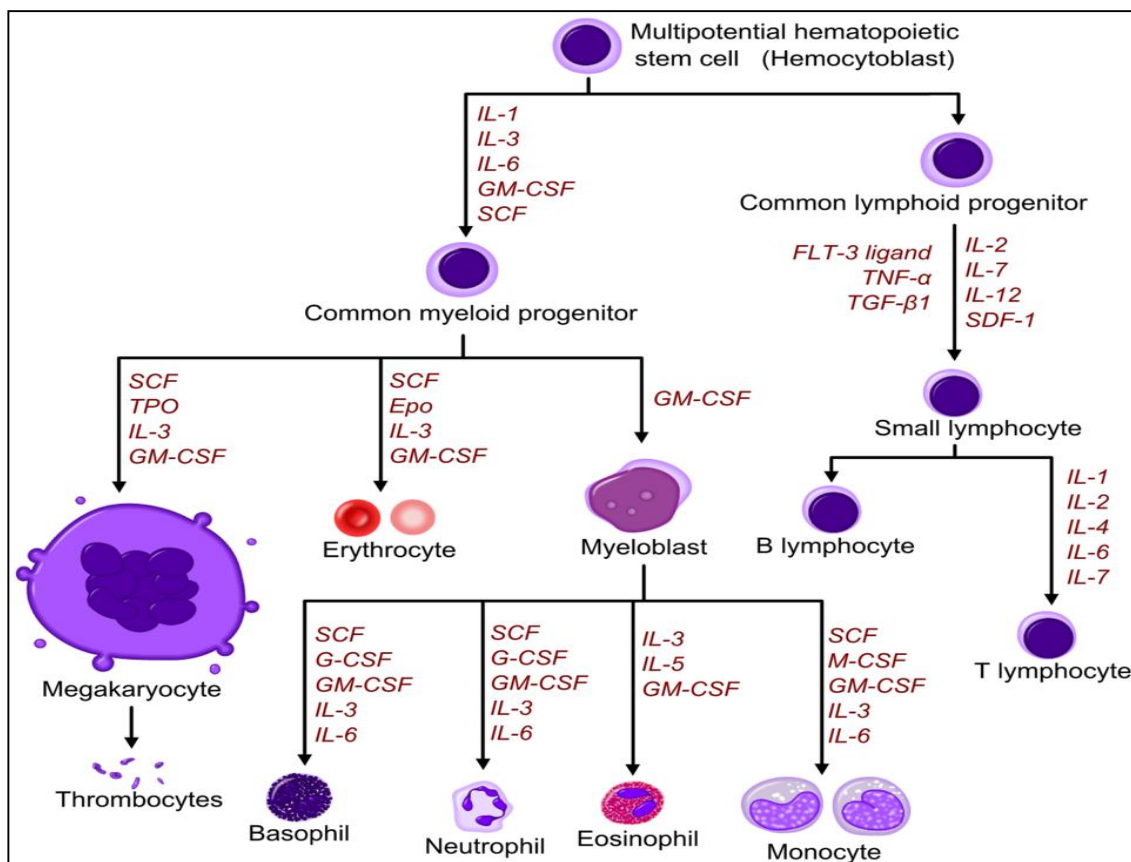 Multipotential hematopoietic
stem cell (Hemocytoblast)
IL-1
IL-3
IL-6
GM-CSF
SCF
Common myeloid progenitor
Common lymphoid progenitor
FLT-3 ligand
TNF-α
TGF-β1
IL-2
IL-7
IL-12
SDF-1
Small lymphocyte
SCF
TPO
IL-3
GM-CSF
SCF
Epo
IL-3
GM-CSF
GM-CSF
Megakaryocyte
Thrombocytes
Erythrocyte
Myeloblast
B lymphocyte
IL-1
IL-2
IL-4
IL-6
IL-7
T lymphocyte
SCF
G-CSF
GM-CSF
IL-3
IL-6
Basophil
SCF
G-CSF
GM-CSF
IL-3
IL-6
Neutrophil
IL-3
IL-5
GM-CSF
Eosinophil
SCF
M-CSF
GM-CSF
IL-3
IL-6
Monocyte